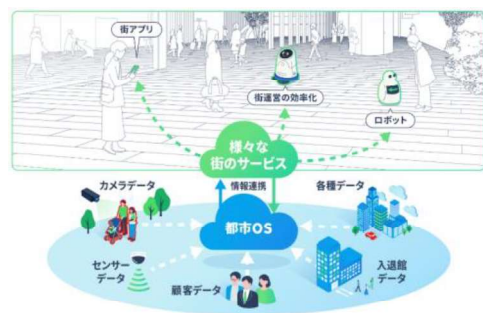 街アプリ
街運営の効率化
ロボット
様々な
街のサービス
カメラデータ
情報連携
各種データ
都市OS
センサー
データ
顧客データ
入退館
データ